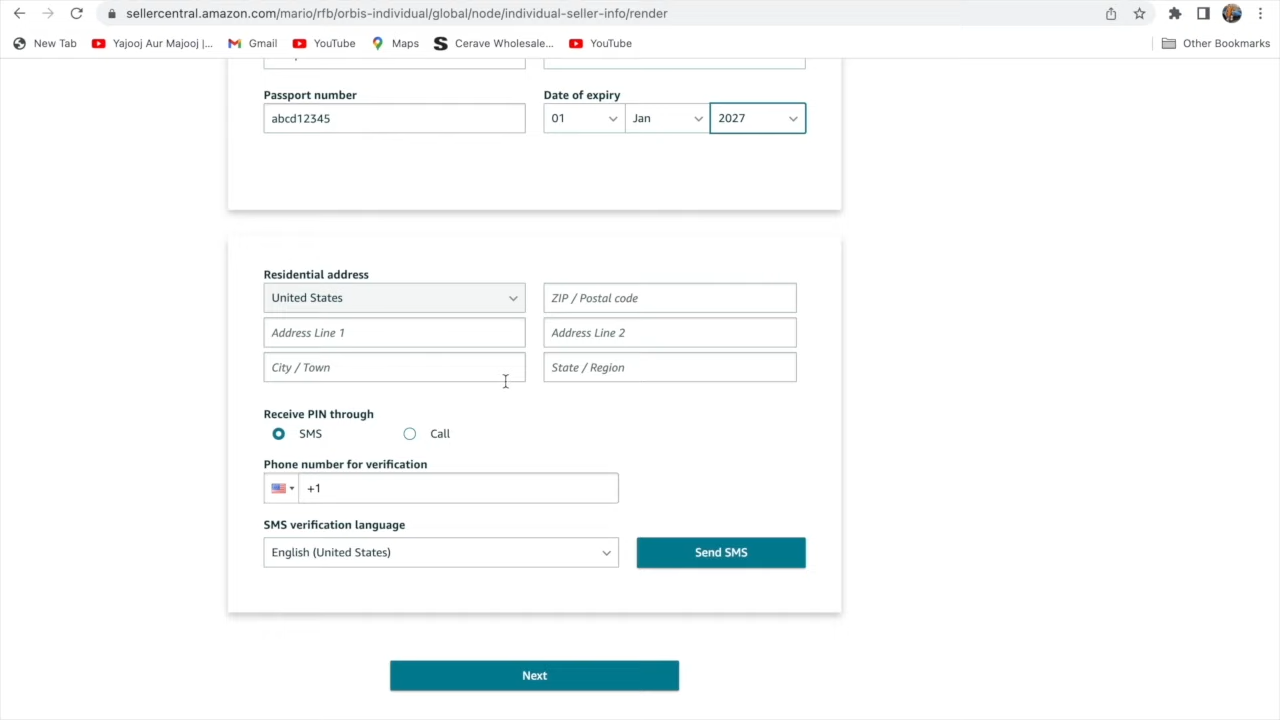 sellercentral.amazon.com/mario/rfb/orbis-individual/global/node/individual-seller-info/render
New Tab Yajooj Aur Majooj |... Gmail YouTube Maps Cerave Wholesale... YouTube Other Bookmarks
Passport number Date of expiry
abcd12345 01 Jan 2027
Residential address
United States ZIP / Postal code
Address Line 1 Address Line 2
City / Town State / Region
Receive PIN through
SMS Call
Phone number for verification
+1
SMS verification language
English (United States) Send SMS
Next